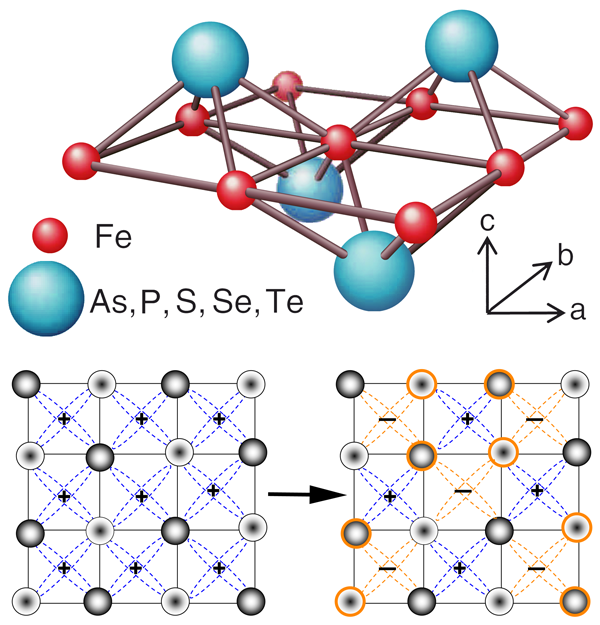 Fe
As, P, S, Se, Te
c
b
a
+ + +
+ + +
+ + +
− + −
+ − +
− + −